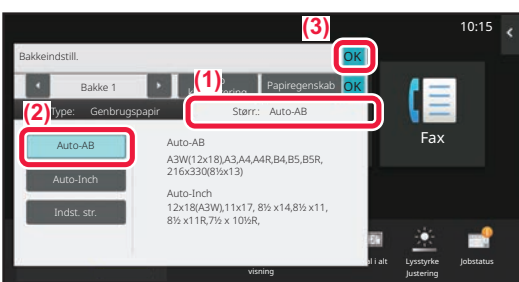 (3)
10:15
Bakkeindstill.
OK
Bakke 1
(1)
Papiregenskab
OK
(2)
Type: Genbrugspapir
Størr.: Auto-AB
Auto-AB
Auto-Inch
Indst. str.
Auto-AB
A3W(12x18),A3,A4,A4R,B4,B5,B5R,
216x330(8½x13)
Auto-Inch
12x18(A3W),11x17, 8½ x14,8½ x11,
8½ x11R,7½ x 10½R,
Fax
visning
al i alt
Lysstyrke
Justering
Jobstatus